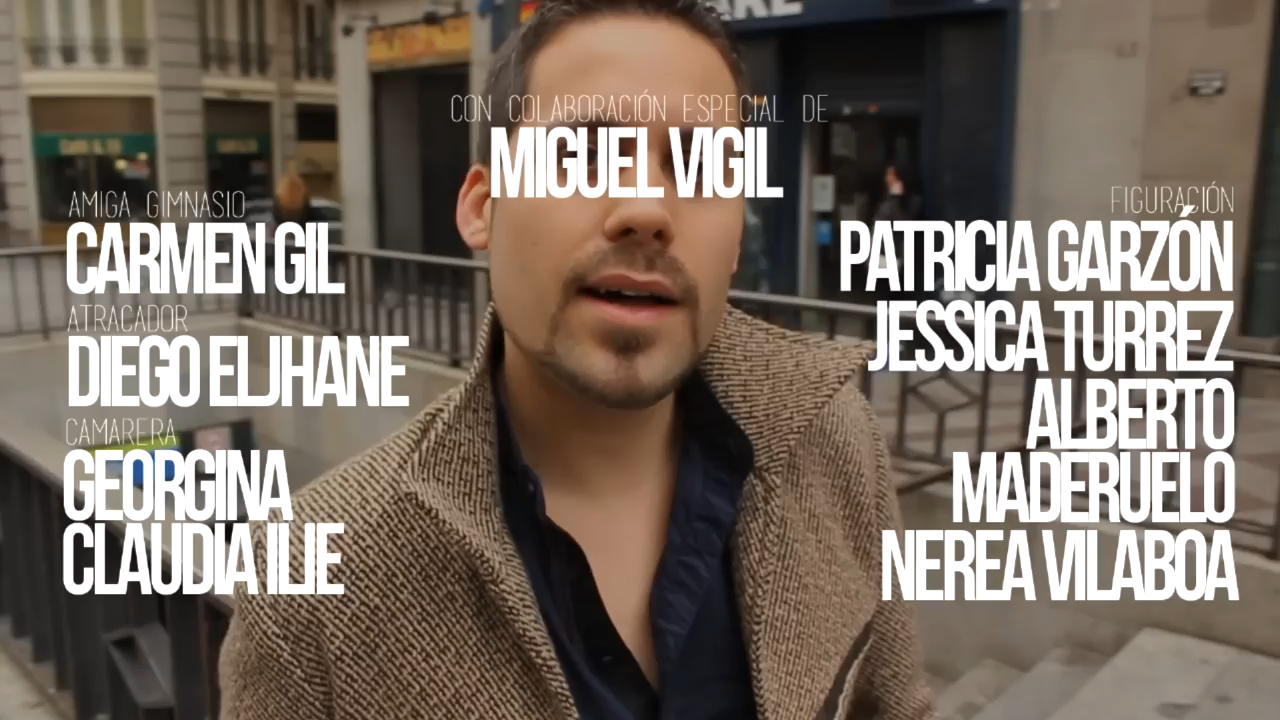 CON COLABORACIÓN ESPECIAL DE
MIGUEL VIGIL
AMIGA GIMNASIO
CARMEN GIL
ATRACADOR
DIEGO ELJHANE
CAMARERA
GEORGINA
CLAUDIA ILIE
FIGURACIÓN
PATRICIA GARZÓN
JESSICA TURREZ
ALBERTO
MADERUELO
NEREA VILABOA